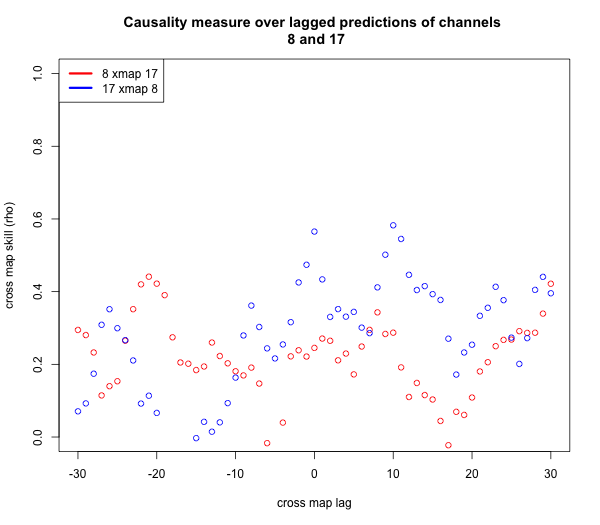 Causality measure over lagged predictions of channels
8 and 17
8 xmap 17
17 xmap 8
1.0
0.8
0.6
0.4
0.2
0.0
cross map skill (rho)
-30
-20
-10
0
10
20
30
cross map lag